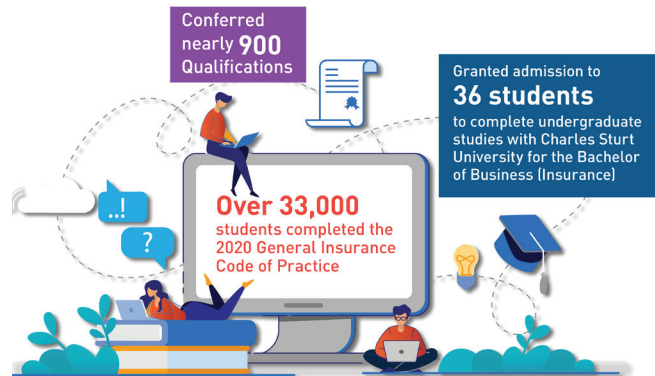 Conferred
nearly 900
Qualifications
Granted admission to
36 students
to complete undergraduate
studies with Charles Sturt
University for the Bachelor
of Business (Insurance)
Over 33,000
students completed the
2020 General Insurance
Code of Practice
..!
?